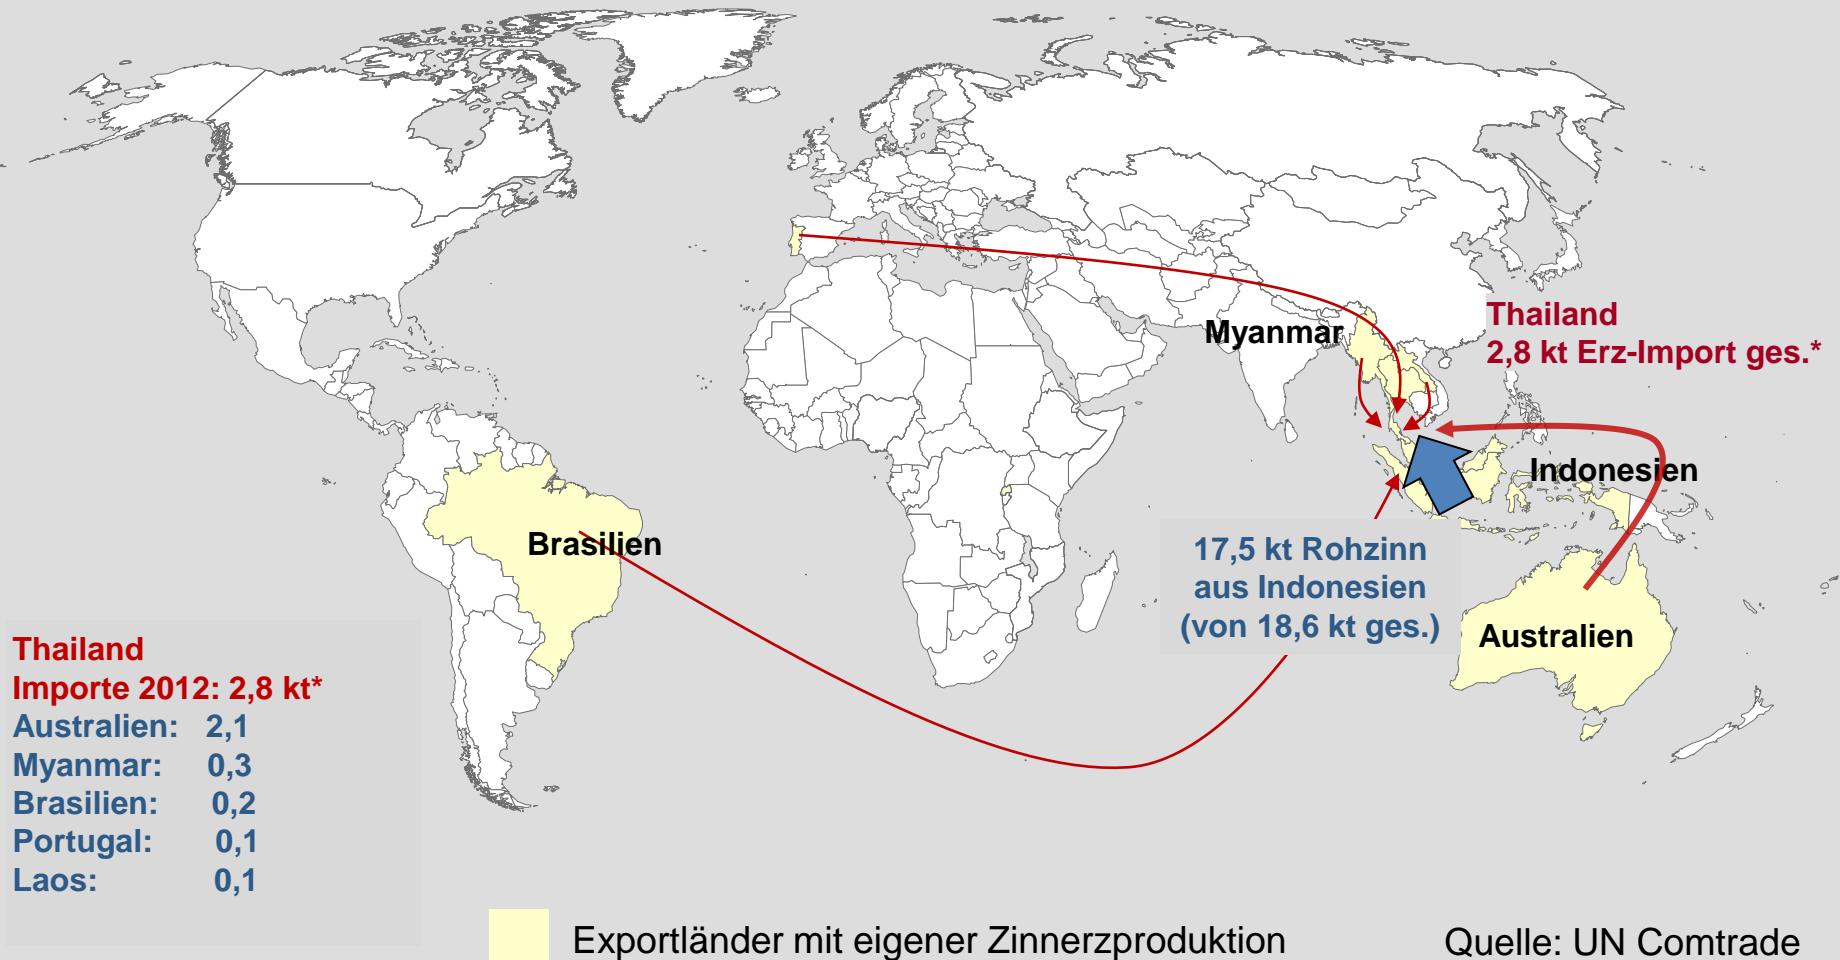 Myanmar
Thailand
2,8 kt Erz-Import ges.*
Indonesien
Brasilien
17,5 kt Rohzinn
aus Indonesien
(von 18,6 kt ges.)
Australien
Thailand
Importe 2012: 2,8 kt*
Australien: 2,1
Myanmar: 0,3
Brasilien: 0,2
Portugal: 0,1
Laos: 0,1
Exportländer mit eigener Zinnerzproduktion
Quelle: UN Comtrade